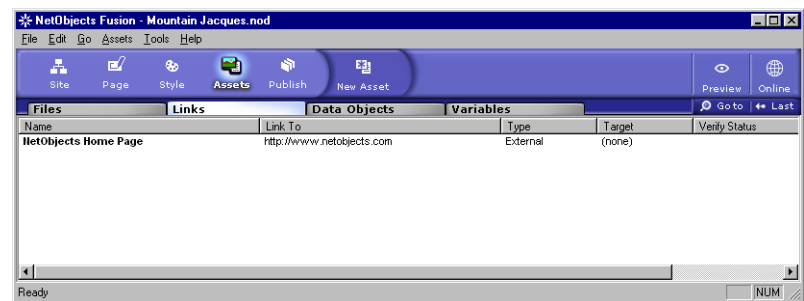 NetObjects Fusion - Mountain Jacques.nod
File Edit Go Assets Tools Help
Site Page Style Assets Publish New Asset Preview Online
Files Links Data Objects Variables Go to Last
Name Link To Type Target Verify Status
NetObjects Home Page http://www.netobjects.com External (none)
Ready NUM